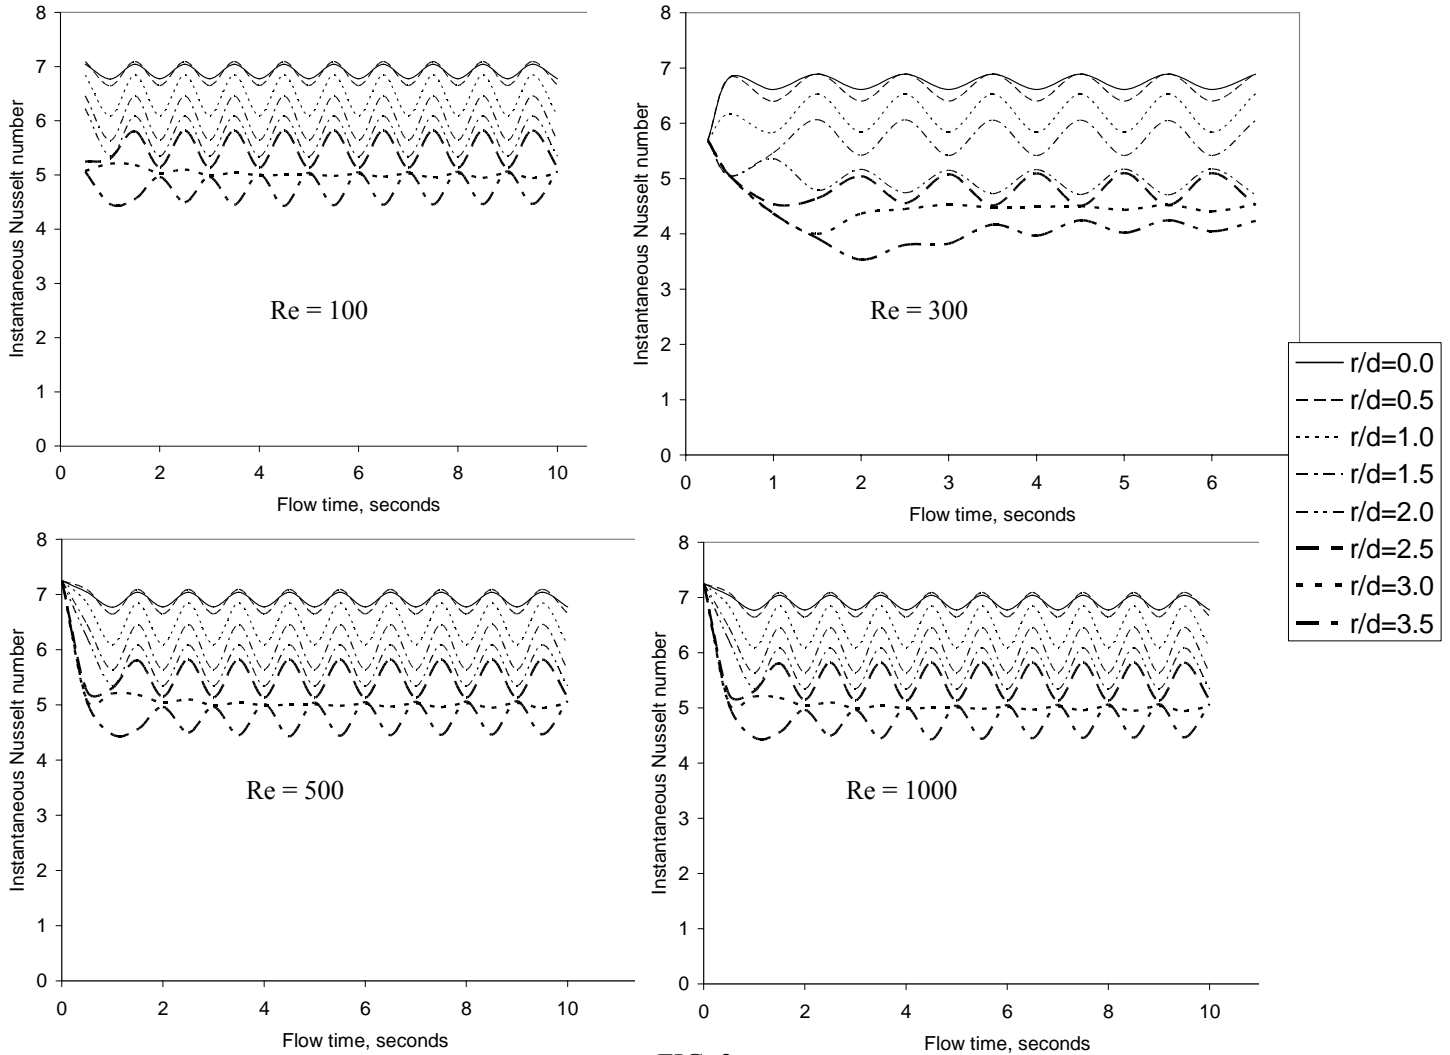 8
7
6
5
4
3
2
1
0
Instantaneous Nusselt number
Re = 100
0 2 4 6 8 10
Flow time, seconds
8
7
6
5
4
3
2
1
0
Instantaneous Nusselt number
Re = 300
0 1 2 3 4 5 6
Flow time, seconds
r/d=0.0
r/d=0.5
r/d=1.0
r/d=1.5
r/d=2.0
r/d=2.5
r/d=3.0
r/d=3.5
8
7
6
5
4
3
2
1
0
Instantaneous Nusselt number
Re = 500
0 2 4 6 8 10
Flow time, seconds
8
7
6
5
4
3
2
1
0
Instantaneous Nusselt number
Re = 1000
0 2 4 6 8 10
Flow time, seconds